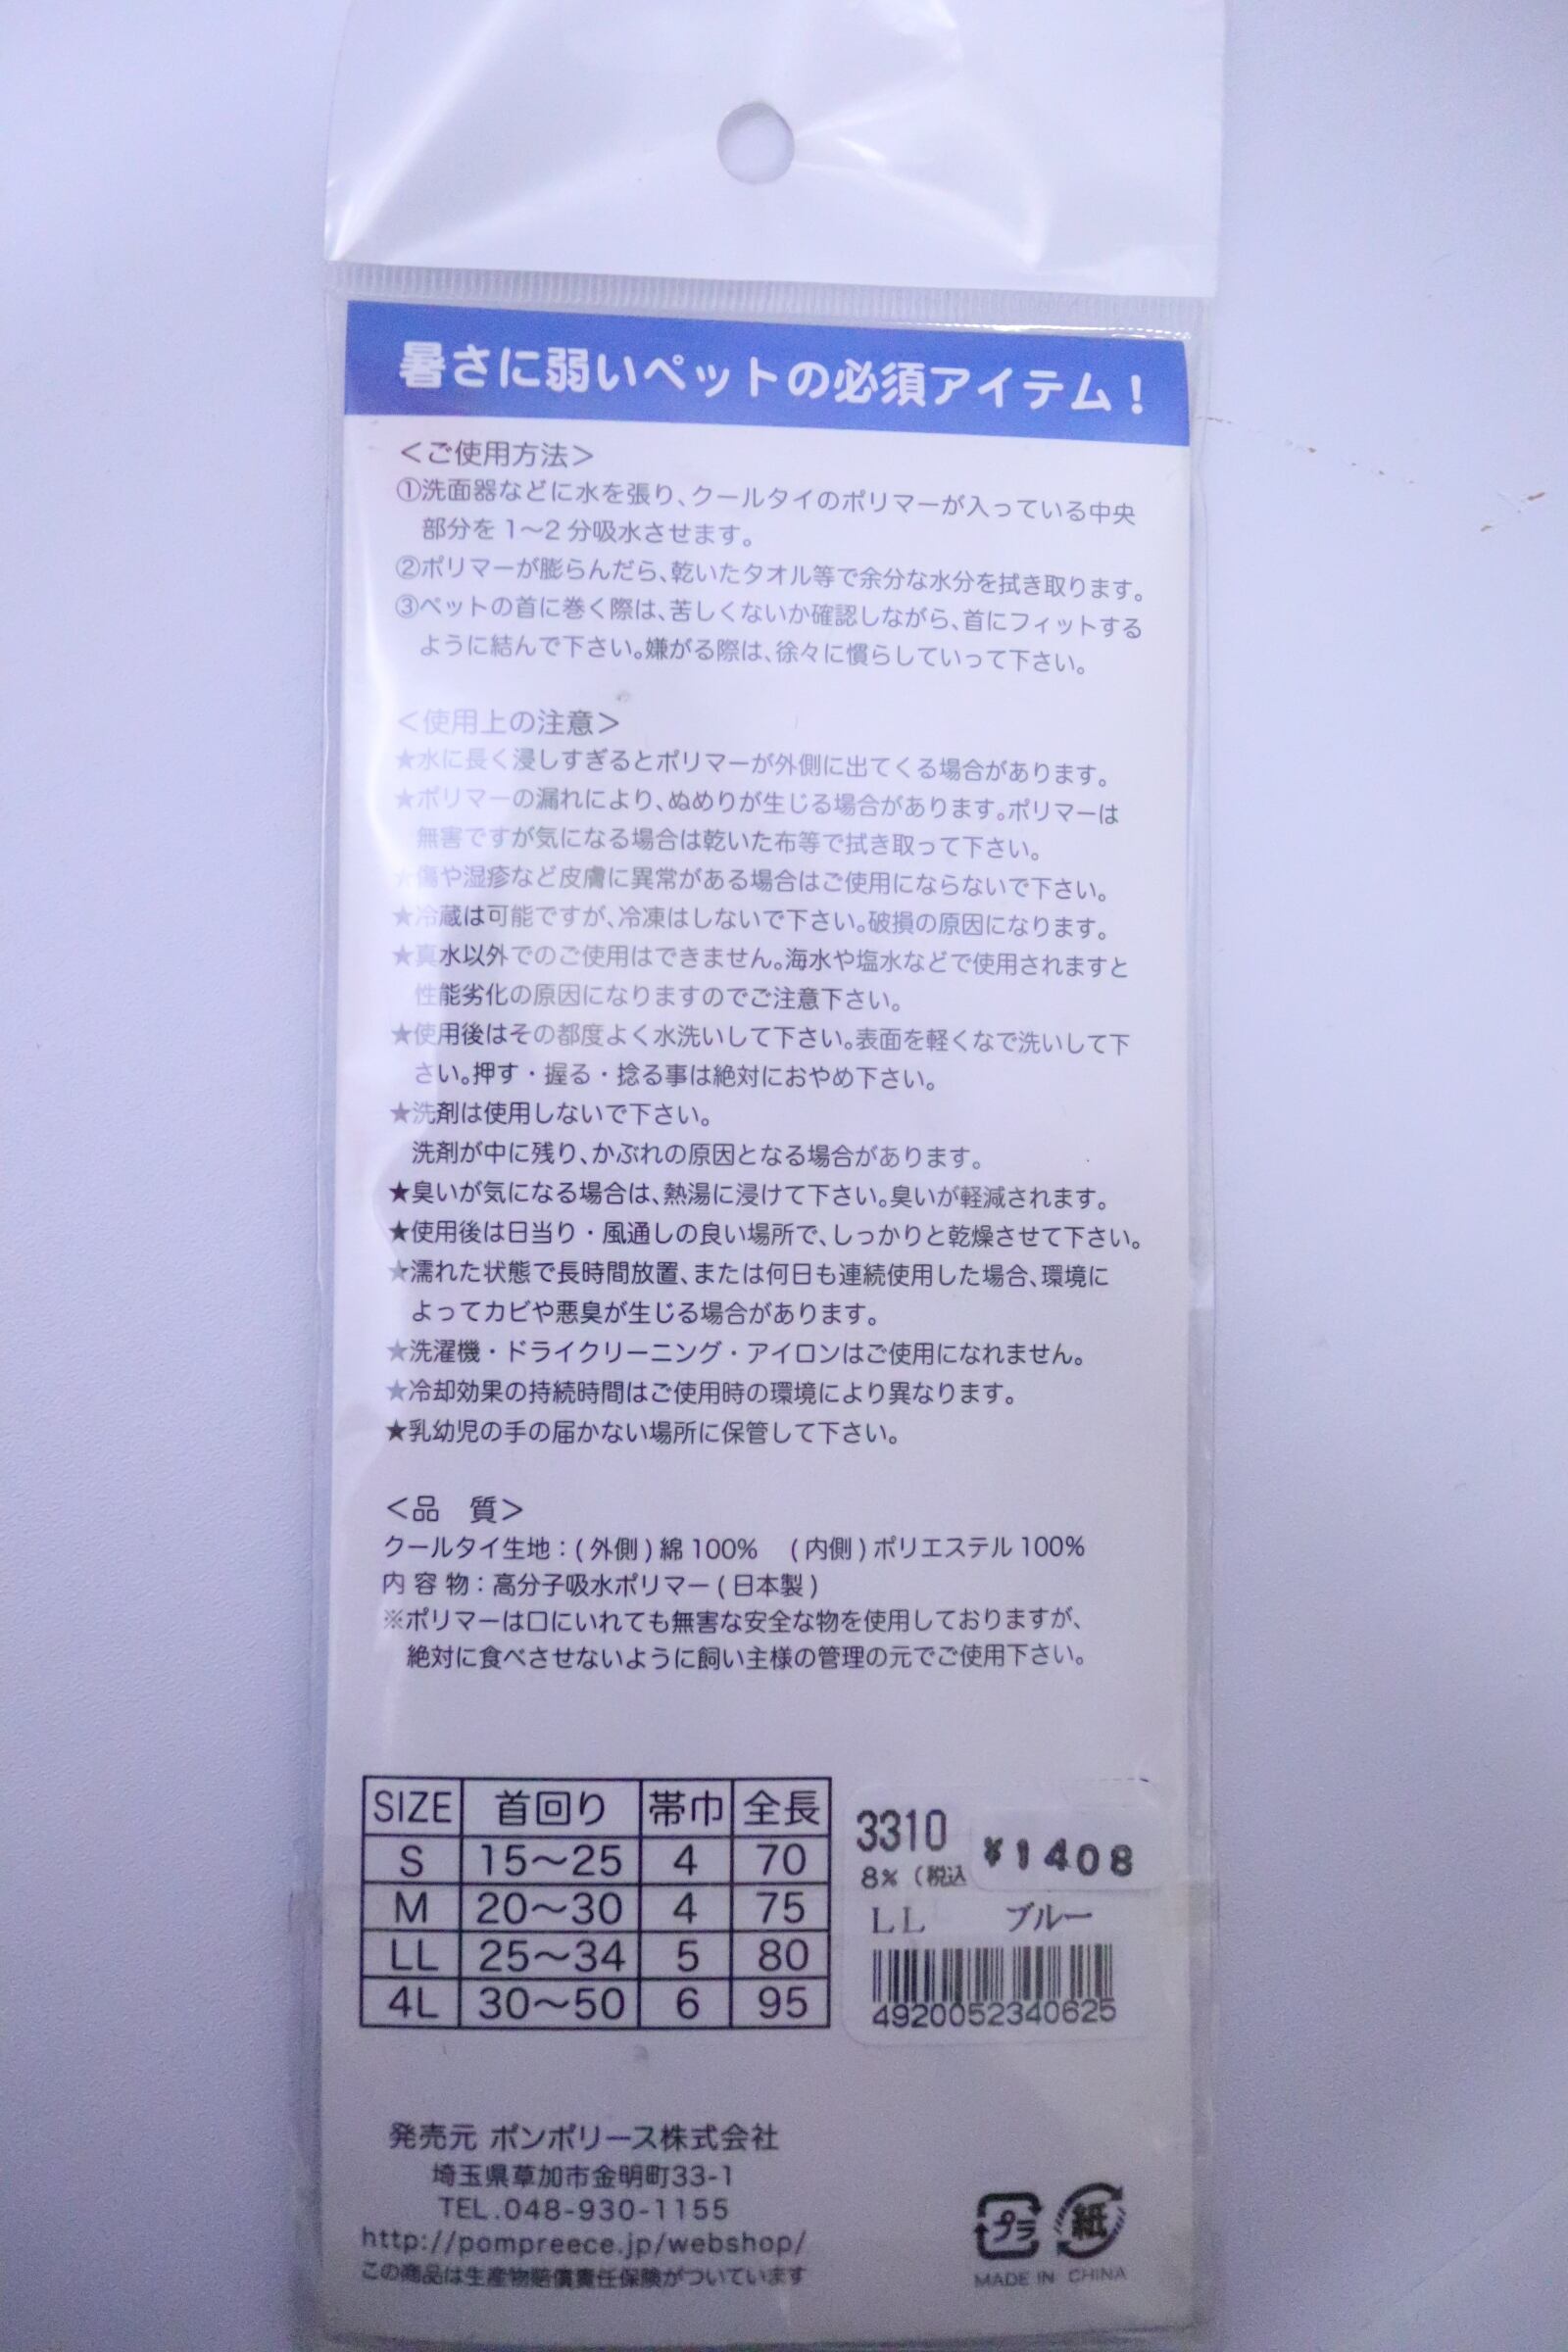 暑さに弱いペットの必須アイテム！
＜ご使用方法＞
①洗面器などに水を張り、クールタイのポリマーが入っている中央
部分を1～2分吸水させます。
②ポリマーが膨らんだら、乾いたタオル等で余分な水分を拭き取ります。
③ペットの首に巻く際は、苦しくないか確認しながら、首にフィットする
ように結んで下さい。嫌がる際は、徐々に慣らしていって下さい。
＜使用上の注意＞
★水に長く浸しすぎるとポリマーが外側に出てくる場合があります。
★ポリマーの漏れにより、ぬめりが生じる場合があります。ポリマーは
無害ですが気になる場合は乾いた布等で拭き取って下さい。
★傷や湿疹など皮膚に異常がある場合はご使用にならないで下さい。
★冷蔵は可能ですが、冷凍はしないで下さい。破損の原因になります。
★真水以外でのご使用はできません。海水や塩水などで使用されますと
性能劣化の原因になりますのでご注意下さい。
★使用後はその都度よく水洗いして下さい。表面を軽くなで洗いして下
さい。押す・握る・捻る事は絶対におやめ下さい。
★洗剤は使用しないで下さい。
洗剤が中に残り、かぶれの原因となる場合があります。
★臭いが気になる場合は、熱湯に浸けて下さい。臭いが軽減されます。
★使用後は日当り・風通しの良い場所で、しっかりと乾燥させて下さい。
★濡れた状態で長時間放置、または何日も連続使用した場合、環境に
よってカビや悪臭が生じる場合があります。
★洗濯機・ドライクリーニング・アイロンはご使用になれません。
★冷却効果の持続時間はご使用時の環境により異なります。
★乳幼児の手の届かない場所に保管して下さい。
＜品　質＞
クールタイ生地：(外側)綿100%　(内側)ポリエステル100%
内容物：高分子吸水ポリマー(日本製)
※ポリマーは口にいれても無害な安全な物を使用しておりますが、
絶対に食べさせないように飼い主様の管理の元でご使用下さい。
SIZE 首回り 帯巾 全長
S 15～25 4 70
M 20～30 4 75
LL 25～34 5 80
4L 30～50 6 95
3310 ¥1408
8%（税込
LL ブルー
4920052340625
発売元 ポンポリース株式会社
埼玉県草加市金明町33-1
TEL.048-930-1155
http://pompreece.jp/webshop/
この商品は生産物賠償責任保険がついています
プラ 紙
MADE IN CHINA